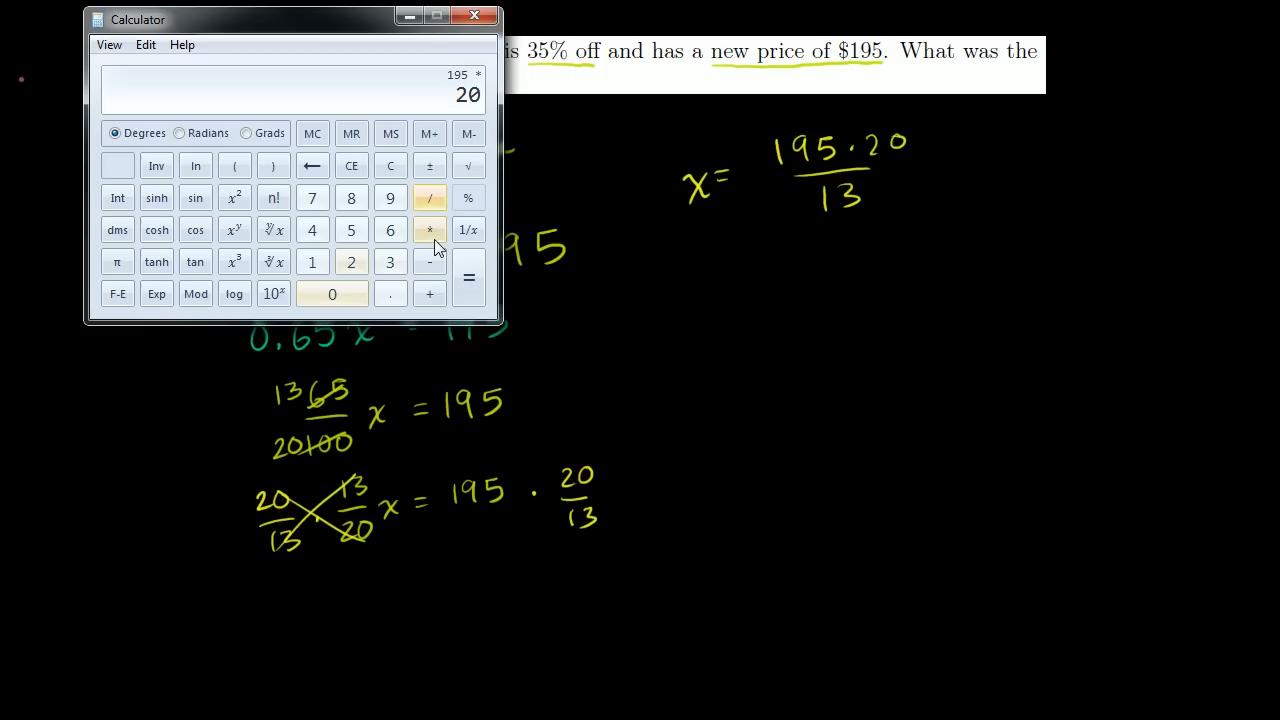 Calculator
View Edit Help
is 35% off and has a new price of $195. What was the
195 *
20
Degrees Radians Grads MC MR MS M+ M-
Inv ln ( ) ← CE C ± √
Int sinh sin x² n! 7 8 9 / %
dms cosh cos xʸ ʸ√x 4 5 6 * 1/x
π tanh tan x³ ³√x 1 2 3 - =
F-E Exp Mod log 10ˣ 0 . +
x = 195 · 20 / 13
95
0.65x = 195
13 65 / 20 100 x = 195
20/13 · 13/20 x = 195 · 20/13